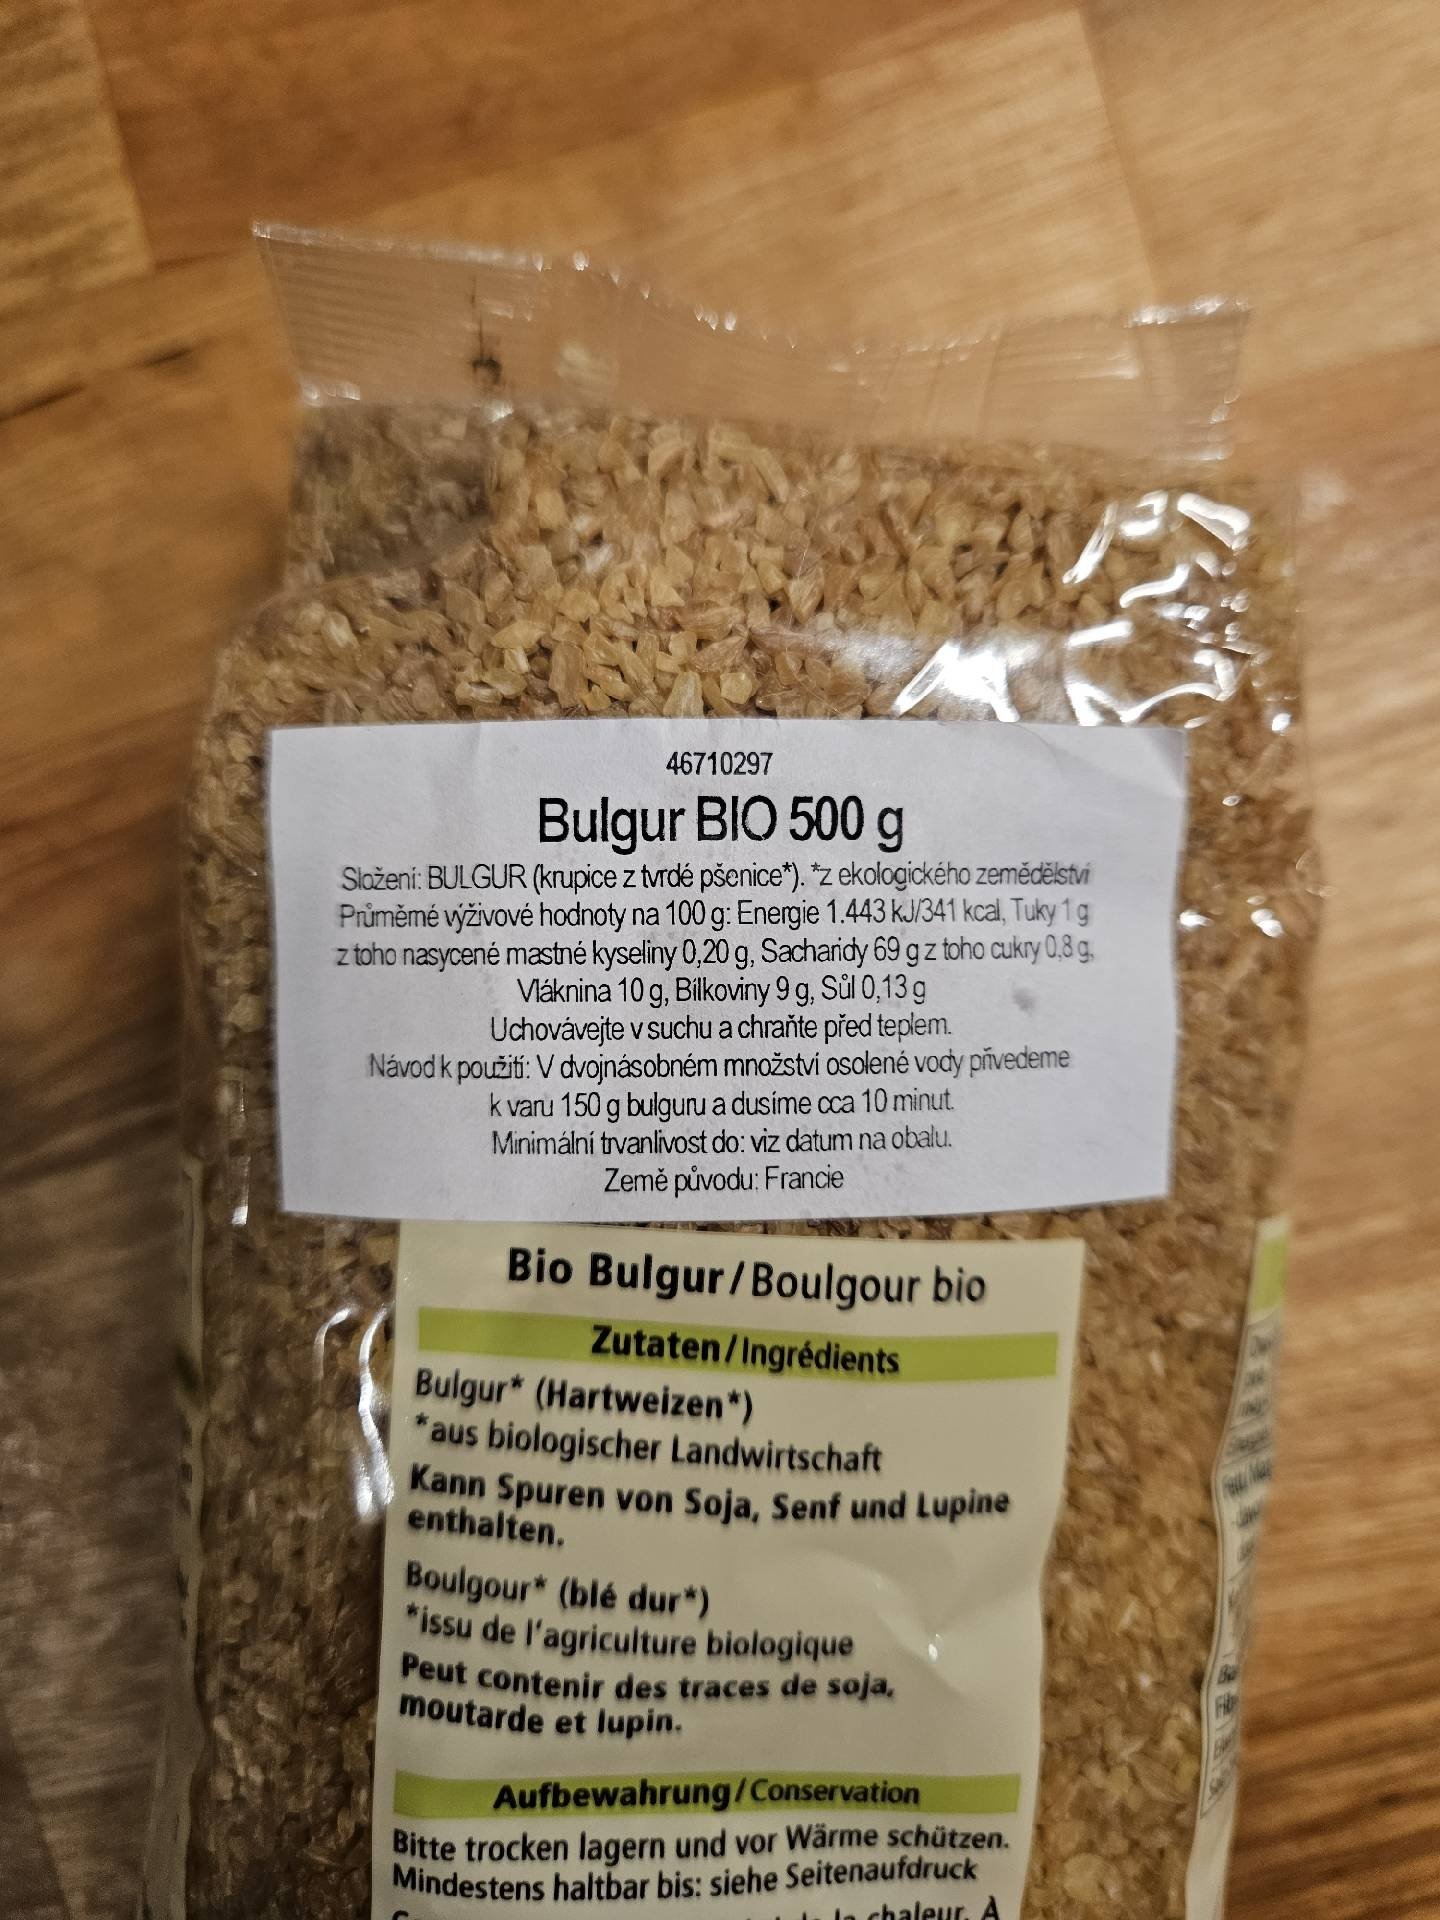 46710297
Bulgur BIO 500 g
Složení: BULGUR (krupice z tvrdé pšenice*). *z ekologického zemědělství
Průměrné výživové hodnoty na 100 g: Energie 1.443 kJ/341 kcal, Tuky 1 g
z toho nasycené mastné kyseliny 0,20 g, Sacharidy 69 g z toho cukry 0,8 g,
Vláknina 10 g, Bílkoviny 9 g, Sůl 0,13 g
Uchovávejte v suchu a chraňte před teplem.
Návod k použití: V dvojnásobném množství osolené vody přivedeme
k varu 150 g bulguru a dusíme cca 10 minut.
Minimální trvanlivost do: viz datum na obalu.
Země původu: Francie
Bio Bulgur/Boulgour bio
Zutaten/Ingrédients
Bulgur* (Hartweizen*)
*aus biologischer Landwirtschaft
Kann Spuren von Soja, Senf und Lupine
enthalten.
Boulgour* (blé dur*)
*issu de l'agriculture biologique
Peut contenir des traces de soja,
moutarde et lupin.
Aufbewahrung/Conservation
Bitte trocken lagern und vor Wärme schützen.
Mindestens haltbar bis: siehe Seitenaufdruck
la chaleur. À